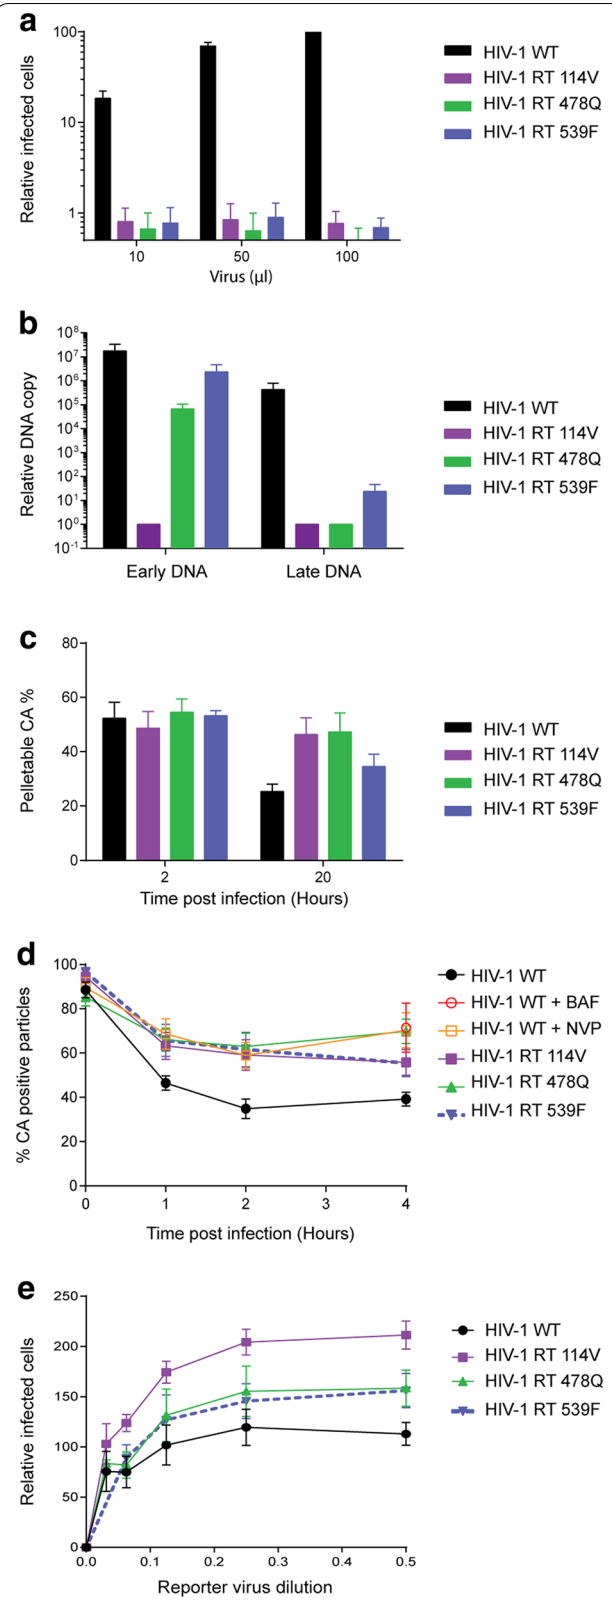 a
Relative infected cells
100
10
1
10 50 100
Virus (µl)
HIV-1 WT
HIV-1 RT 114V
HIV-1 RT 478Q
HIV-1 RT 539F
b
Relative DNA copy
10⁸
10⁷
10⁶
10⁵
10⁴
10³
10²
10¹
10⁰
10⁻¹
Early DNA Late DNA
HIV-1 WT
HIV-1 RT 114V
HIV-1 RT 478Q
HIV-1 RT 539F
c
Pelletable CA %
80
60
40
20
0
2 20
Time post infection (Hours)
HIV-1 WT
HIV-1 RT 114V
HIV-1 RT 478Q
HIV-1 RT 539F
d
% CA positive particles
100
80
60
40
20
0
0 1 2 3 4
Time post infection (Hours)
HIV-1 WT
HIV-1 WT + BAF
HIV-1 WT + NVP
HIV-1 RT 114V
HIV-1 RT 478Q
HIV-1 RT 539F
e
Relative infected cells
250
200
150
100
50
0
0.0 0.1 0.2 0.3 0.4 0.5
Reporter virus dilution
HIV-1 WT
HIV-1 RT 114V
HIV-1 RT 478Q
HIV-1 RT 539F